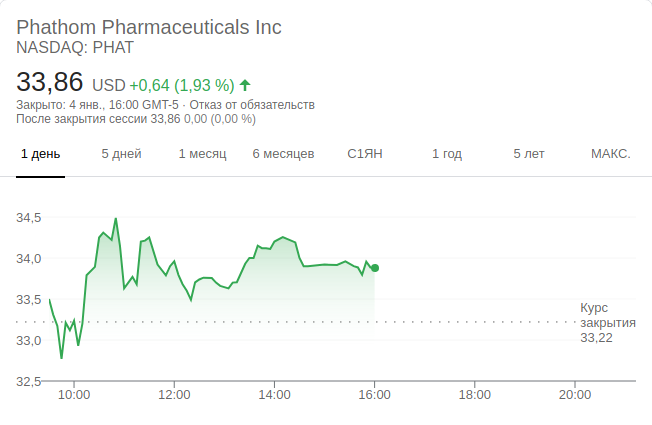 Phathom Pharmaceuticals Inc
NASDAQ: PHAT
33,86 USD +0,64 (1,93 %)
Закрыто: 4 янв., 16:00 GMT-5 · Отказ от обязательств
После закрытия сессии 33,86 0,00 (0,00 %)
1 день 5 дней 1 месяц 6 месяцев С1ЯН 1 год 5 лет МАКС.
34,5
34,0
33,5
33,0
32,5
Курс
закрытия
33,22
10:00 12:00 14:00 16:00 18:00 20:00